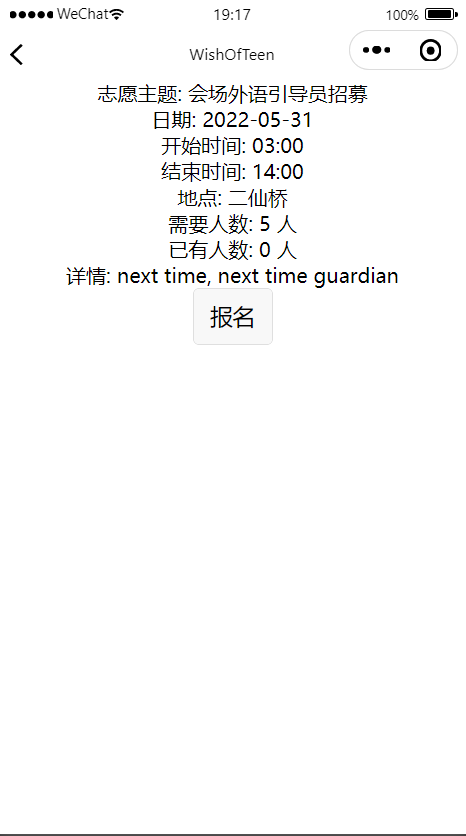 WeChat 19:17 100%
WishOfTeen
志愿主题: 会场外语引导员招募
日期: 2022-05-31
开始时间: 03:00
结束时间: 14:00
地点: 二仙桥
需要人数: 5 人
已有人数: 0 人
详情: next time, next time guardian
报名